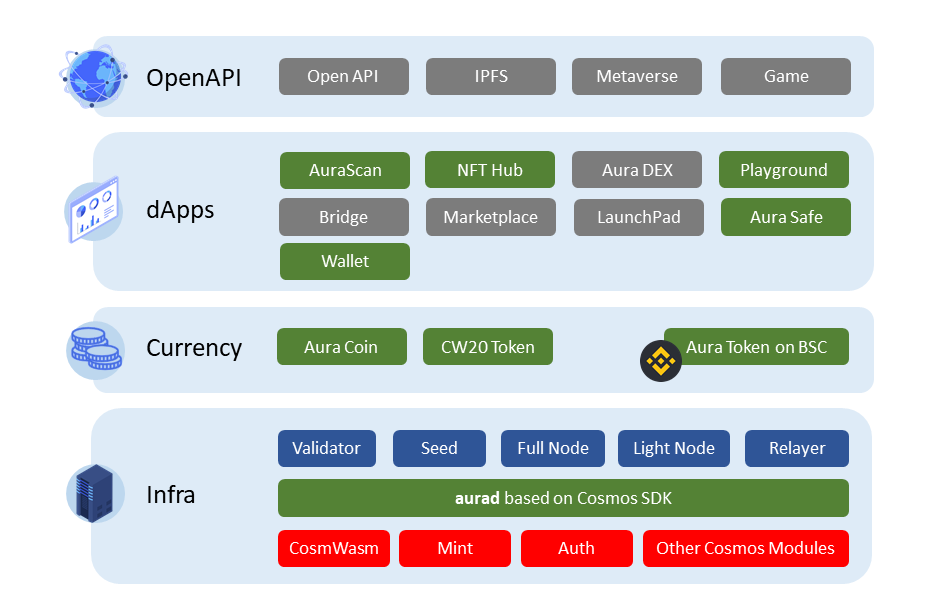 OpenAPI
Open API
IPFS
Metaverse
Game
dApps
AuraScan
NFT Hub
Aura DEX
Playground
Bridge
Marketplace
LaunchPad
Aura Safe
Wallet
Currency
Aura Coin
CW20 Token
Aura Token on BSC
Infra
Validator
Seed
Full Node
Light Node
Relayer
aurad based on Cosmos SDK
CosmWasm
Mint
Auth
Other Cosmos Modules